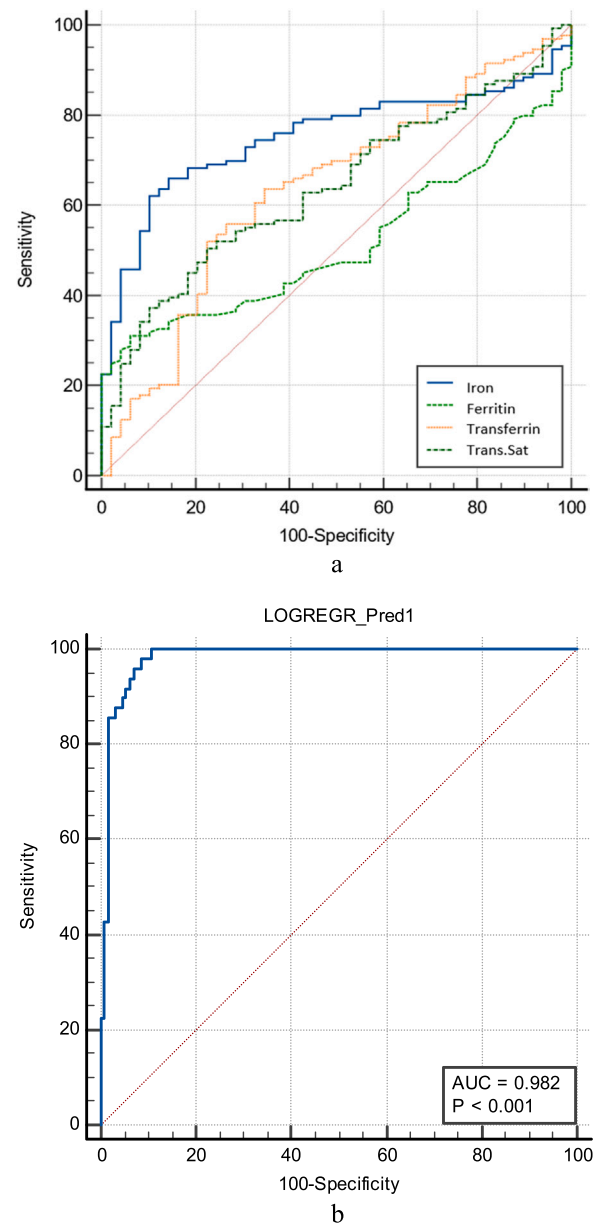 100
80
60
40
20
0
Sensitivity
Iron
Ferritin
Transferrin
Trans.Sat
0 20 40 60 80 100
100-Specificity
a
LOGREGR_Pred1
100
80
60
40
20
0
Sensitivity
AUC = 0.982
P < 0.001
0 20 40 60 80 100
100-Specificity
b